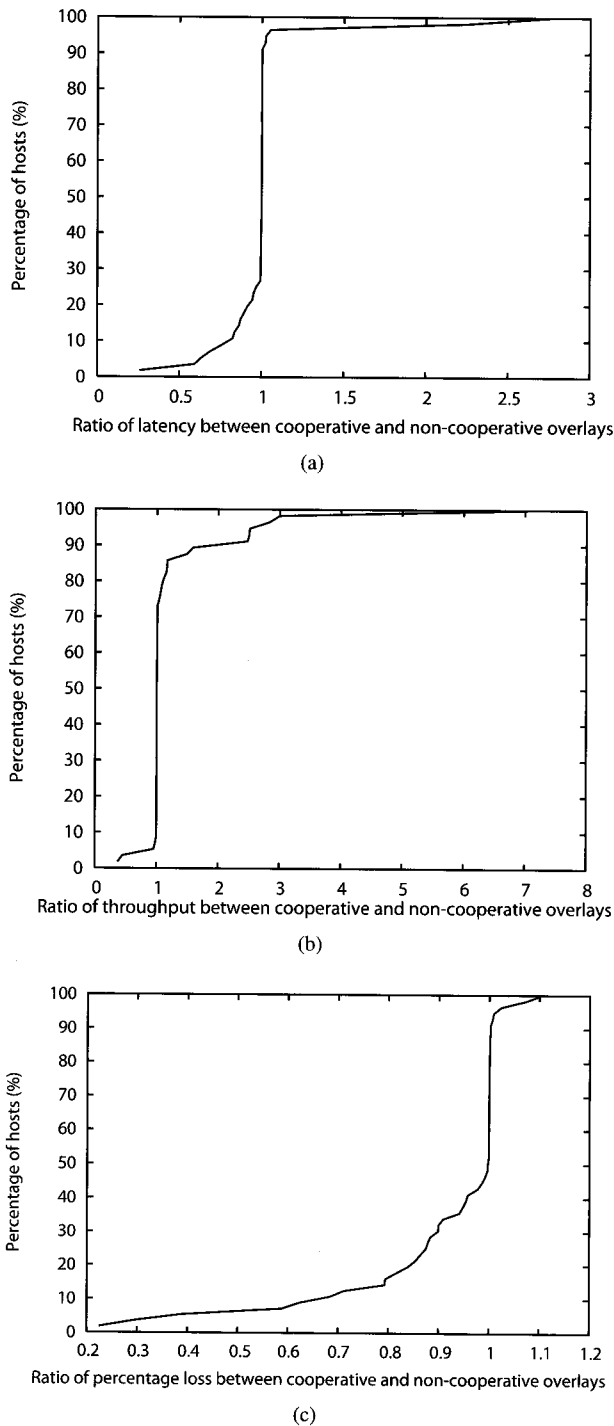 100
90
80
70
60
50
40
30
20
10
0
Percentage of hosts (%)
0 0.5 1 1.5 2 2.5 3
Ratio of latency between cooperative and non-cooperative overlays
(a)
100
90
80
70
60
50
40
30
20
10
0
Percentage of hosts (%)
0 1 2 3 4 5 6 7 8
Ratio of throughput between cooperative and non-cooperative overlays
(b)
100
90
80
70
60
50
40
30
20
10
0
Percentage of hosts (%)
0.2 0.3 0.4 0.5 0.6 0.7 0.8 0.9 1 1.1 1.2
Ratio of percentage loss between cooperative and non-cooperative overlays
(c)